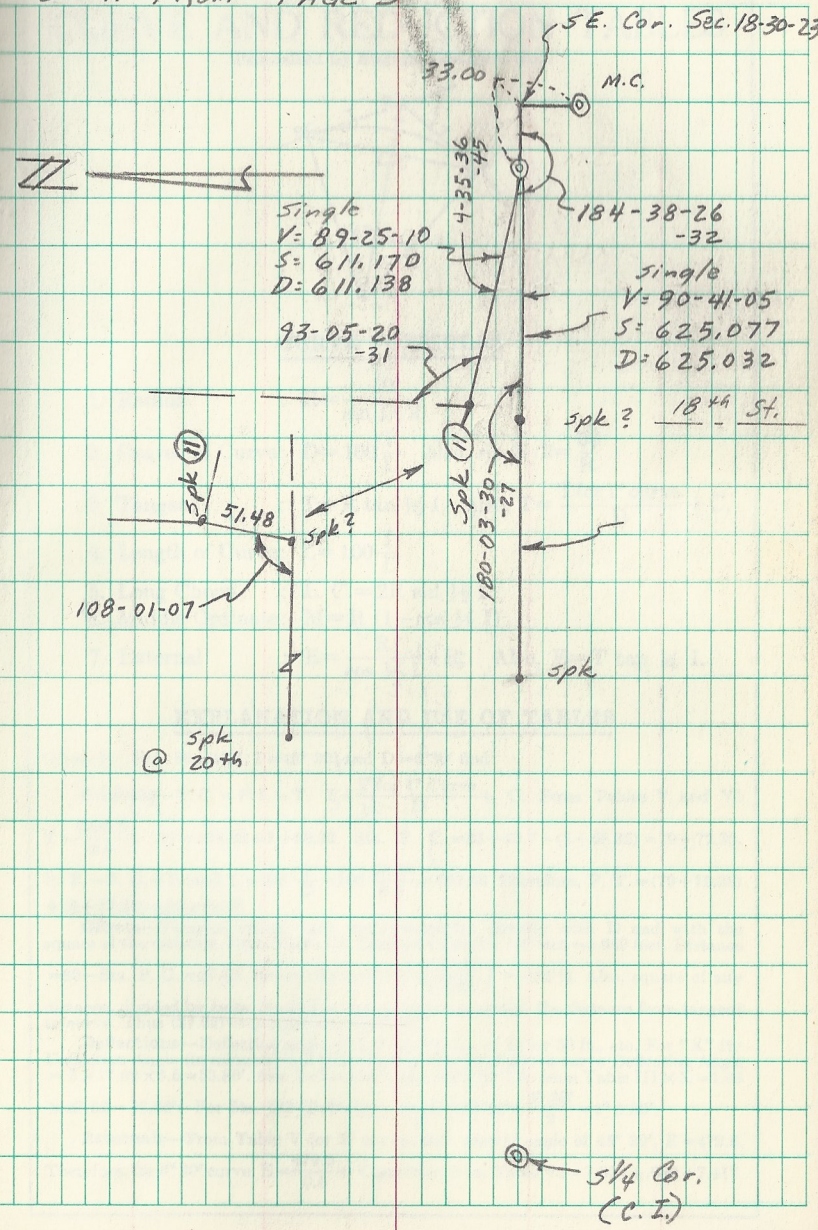 From Page
S.E. Cor. Sec. 18-30-23
33.00
M.C.
N
4-35-36
-45
184-38-26
-32
Single
V= 89-25-10
S= 611.170
D= 611.138
Single
V= 90-41-05
S= 625.077
D= 625.032
93-05-20
-31
spk ? 18th St.
Spk 11
Spk 11
51.48
spk ?
180-03-30
-27
108-01-07
spk
spk
@ 20th
S 1/4 Cor.
(C.I.)